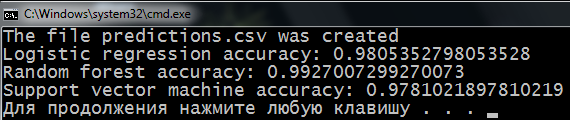 C:\Windows\system32\cmd.exe
The file predictions.csv was created
Logistic regression accuracy: 0.9805352798053528
Random forest accuracy: 0.9927007299270073
Support vector machine accuracy: 0.9781021897810219
Для продолжения нажмите любую клавишу . . .